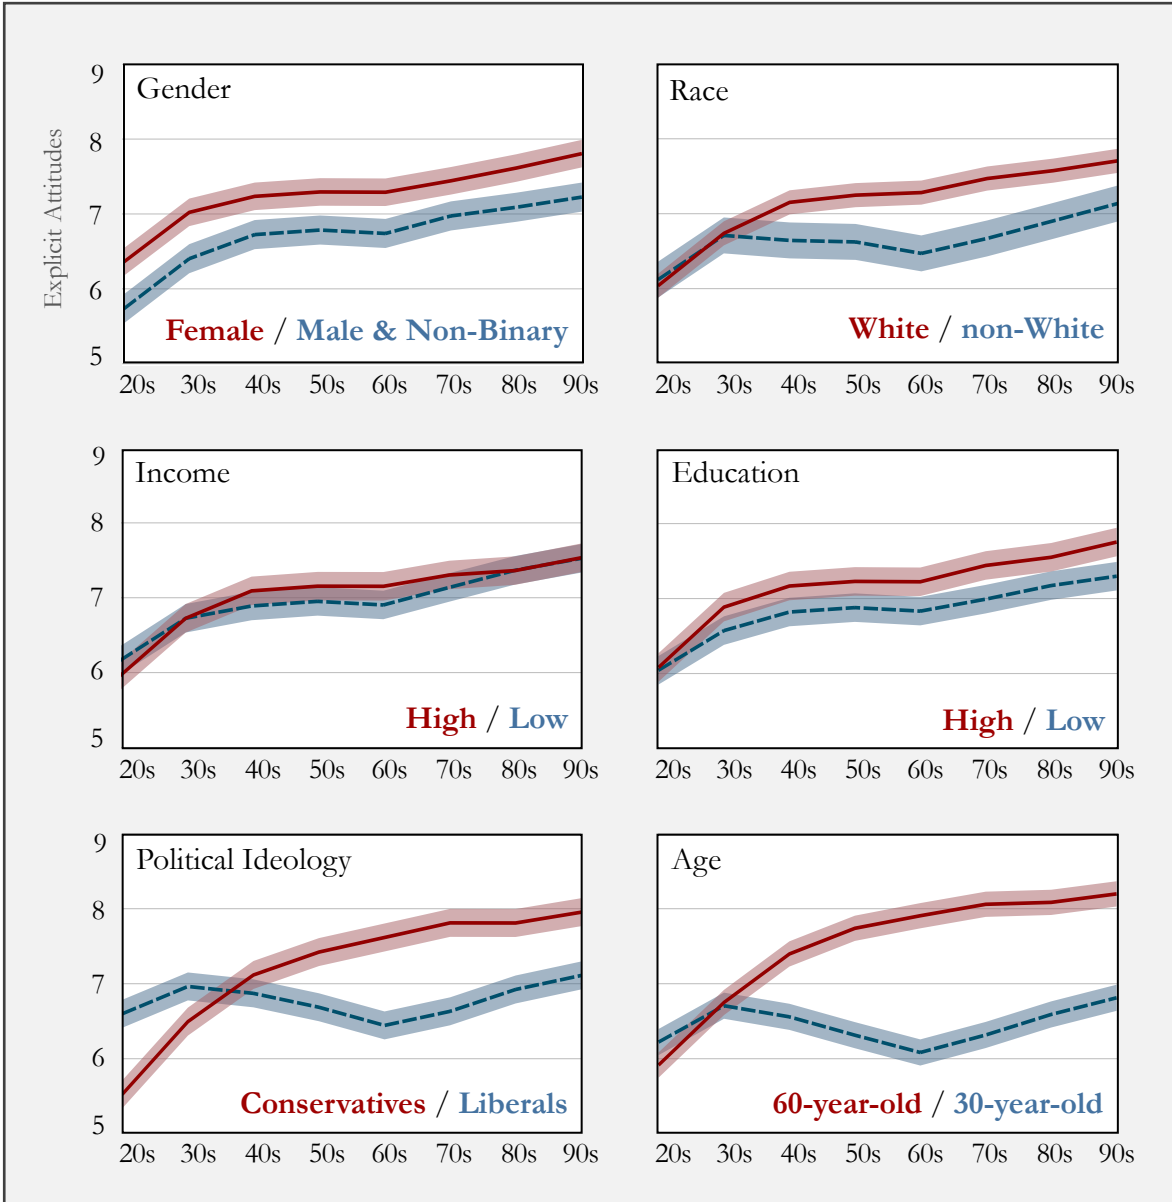 Gender
Race
Explicit Attitudes
9
8
7
6
5
Female / Male & Non-Binary
White / non-White
20s 30s 40s 50s 60s 70s 80s 90s
20s 30s 40s 50s 60s 70s 80s 90s
Income
Education
9
8
7
6
5
High / Low
High / Low
20s 30s 40s 50s 60s 70s 80s 90s
20s 30s 40s 50s 60s 70s 80s 90s
Political Ideology
Age
9
8
7
6
5
Conservatives / Liberals
60-year-old / 30-year-old
20s 30s 40s 50s 60s 70s 80s 90s
20s 30s 40s 50s 60s 70s 80s 90s